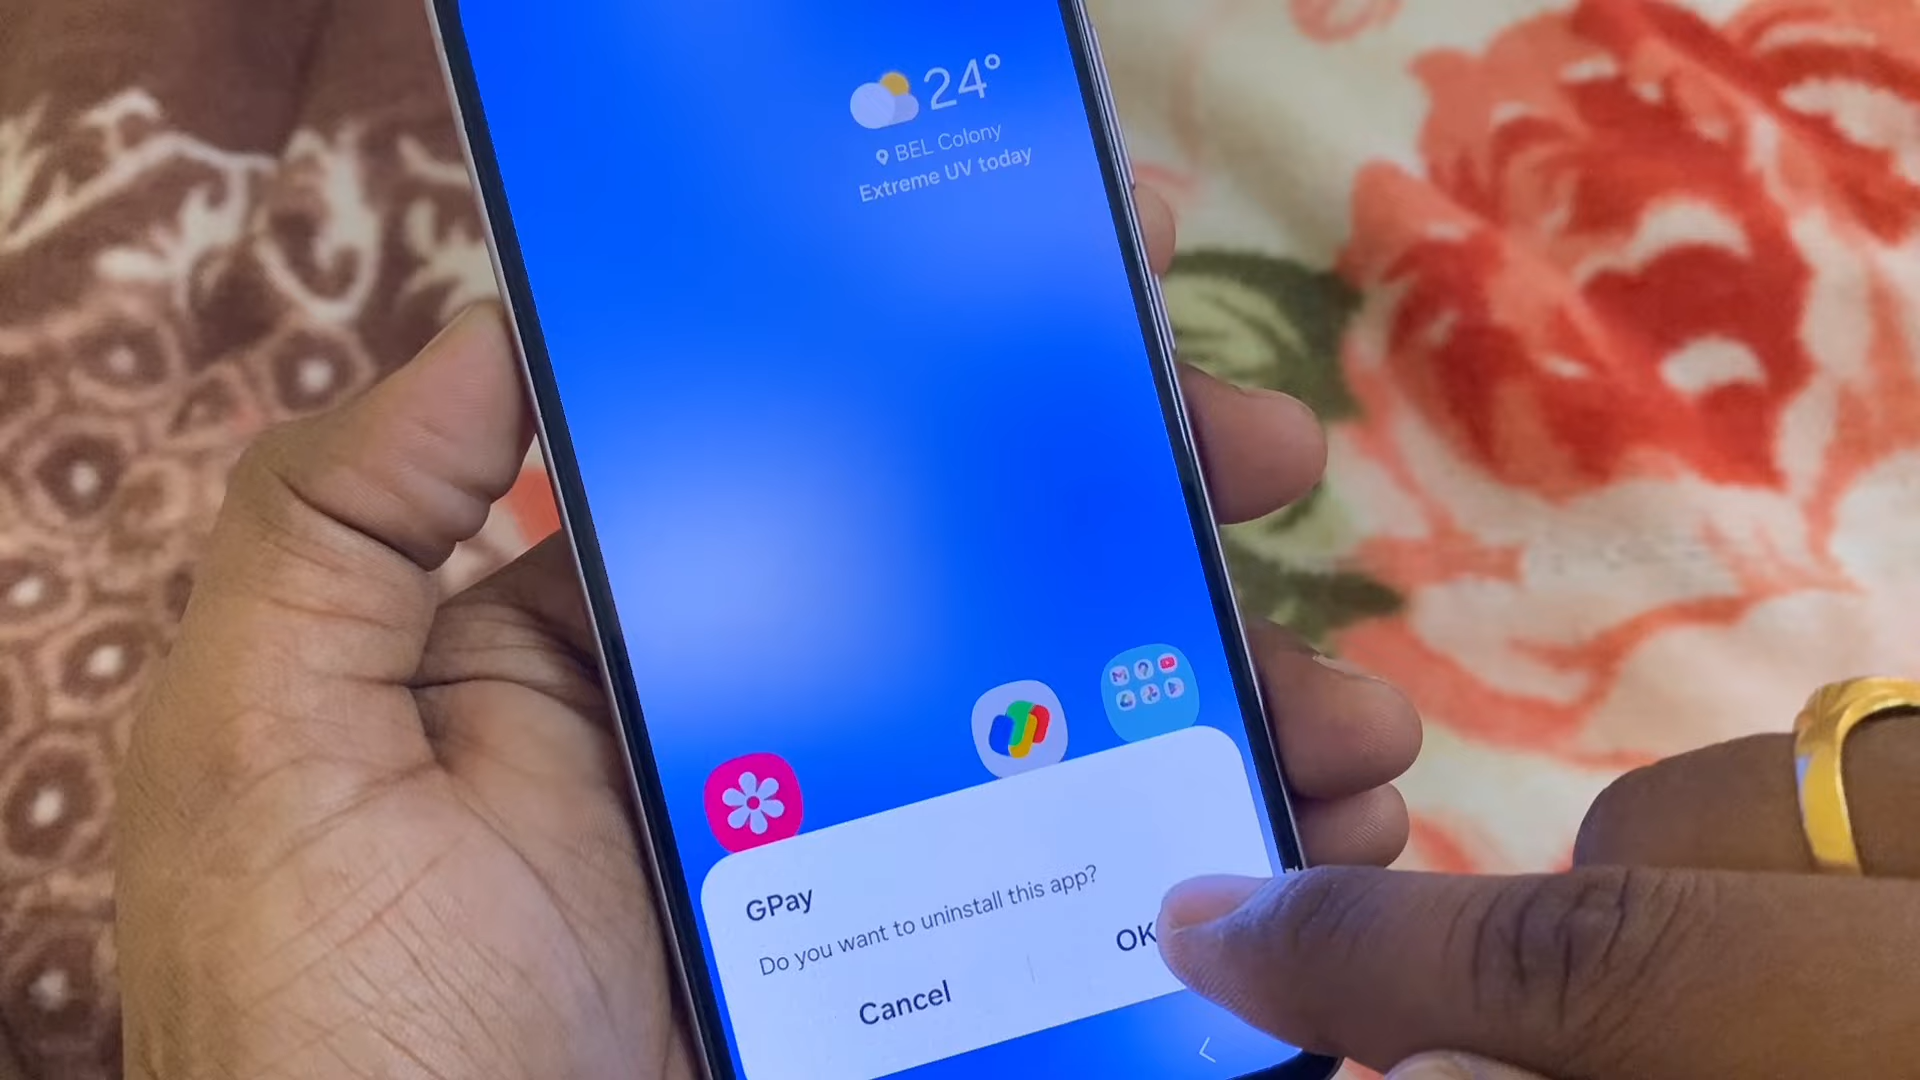 24°
BEL Colony
Extreme UV today
GPay
Do you want to uninstall this app?
Cancel
OK